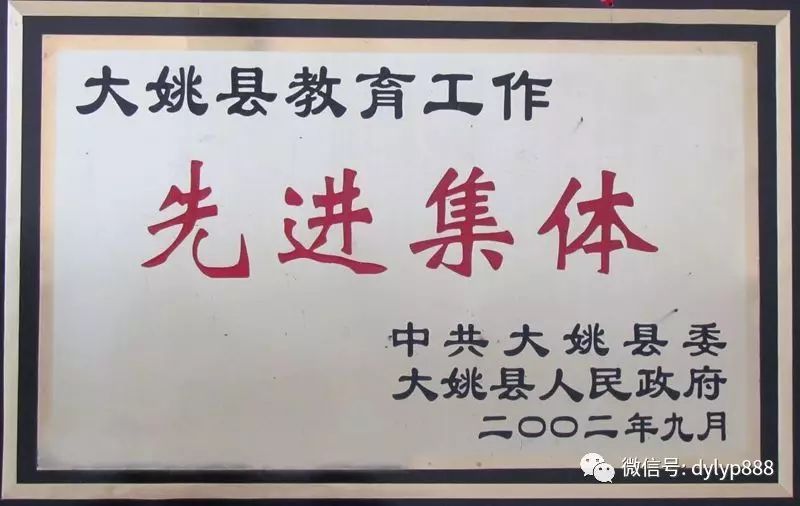 大姚县教育工作
先进集体
中共大姚县委
大姚县人民政府
二〇〇二年九月
微信号: dylyp888